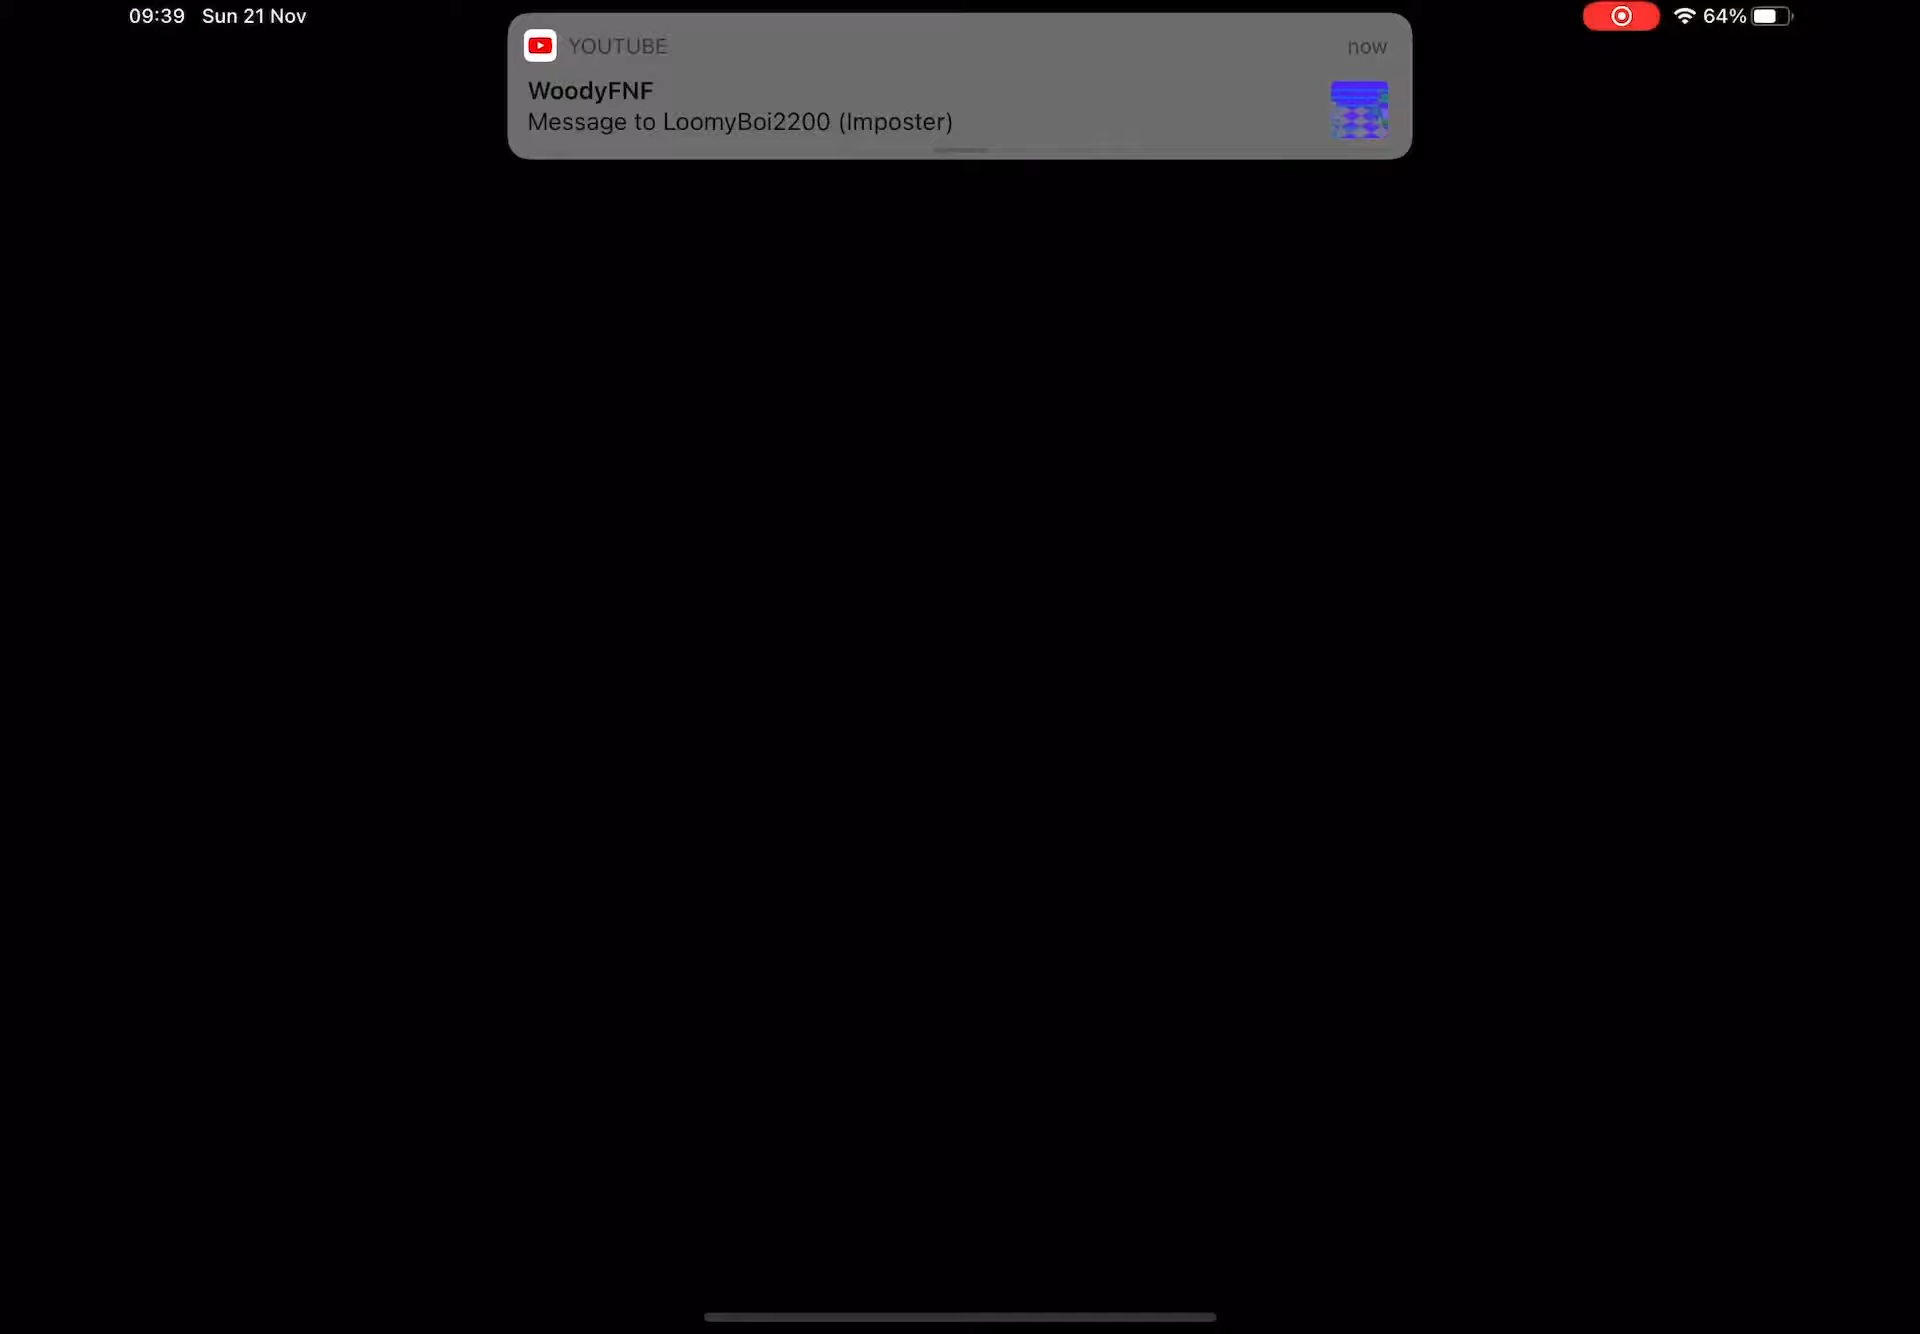 09:39 Sun 21 Nov
64%
YOUTUBE
now
WoodyFNF
Message to LoomyBoi2200 (Imposter)